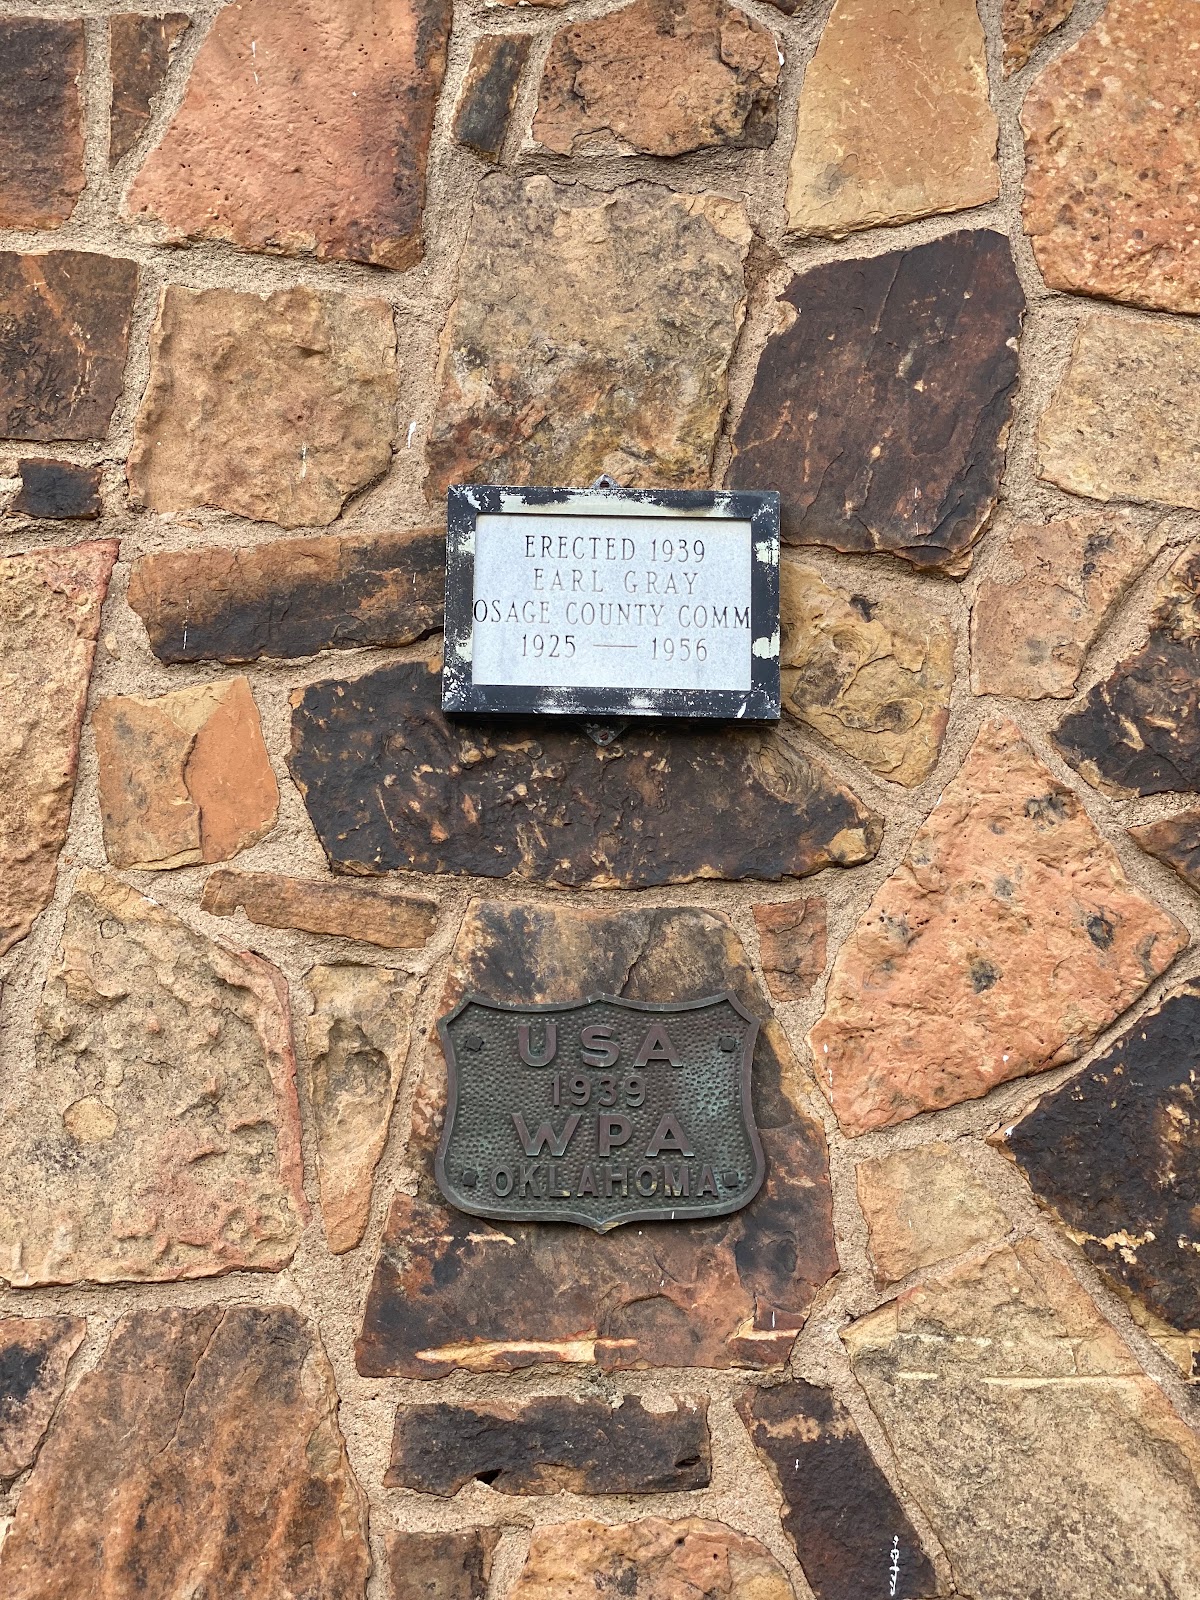 ERECTED 1939
EARL GRAY
OSAGE COUNTY COMM
1925 — 1956
USA
1939
WPA
OKLAHOMA